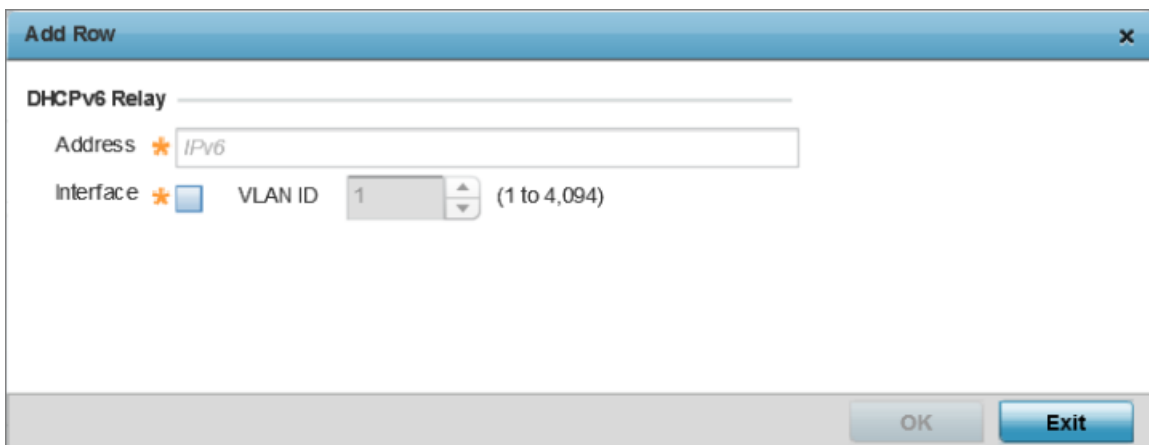 Add Row
DHCPv6 Relay
Address * IPv6
Interface * VLAN ID 1 (1 to 4,094)
OK Exit